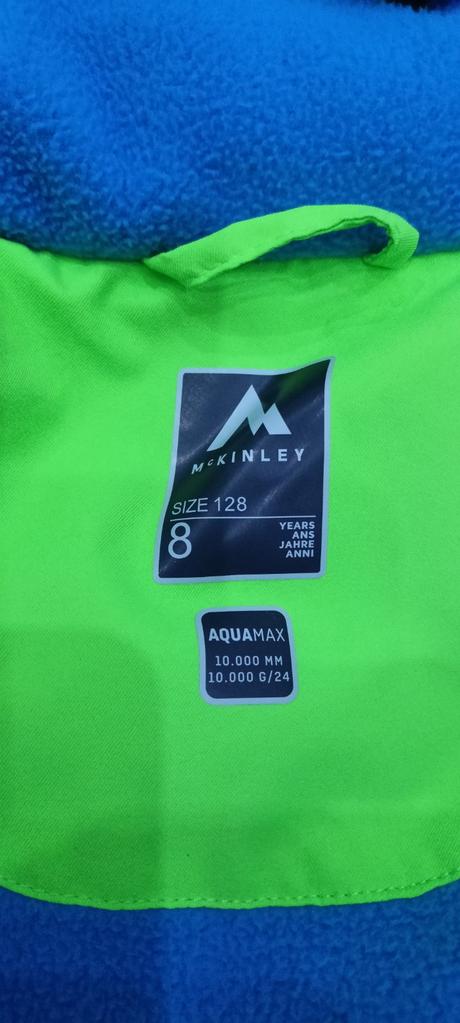 McKINLEY
SIZE 128
8
YEARS
ANS
JAHRE
ANNI
AQUAMAX
10.000 MM
10.000 G/24